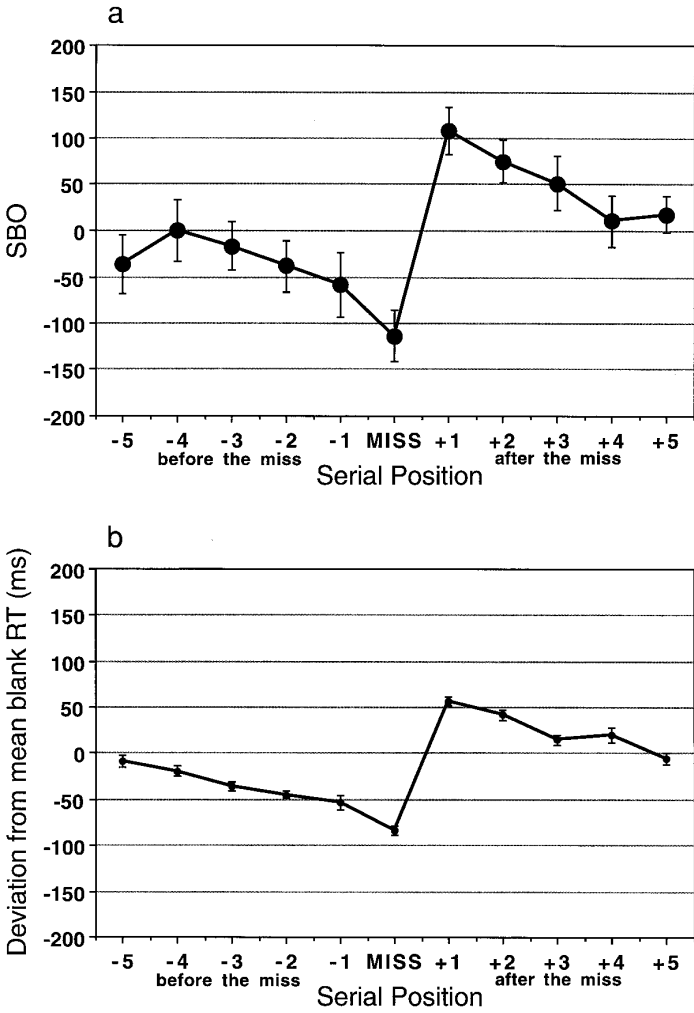 a
200
150
100
50
0
-50
-100
-150
-200
SBO
-5 -4 -3 -2 -1 MISS +1 +2 +3 +4 +5
before the miss after the miss
Serial Position
b
200
150
100
50
0
-50
-100
-150
-200
Deviation from mean blank RT (ms)
-5 -4 -3 -2 -1 MISS +1 +2 +3 +4 +5
before the miss after the miss
Serial Position